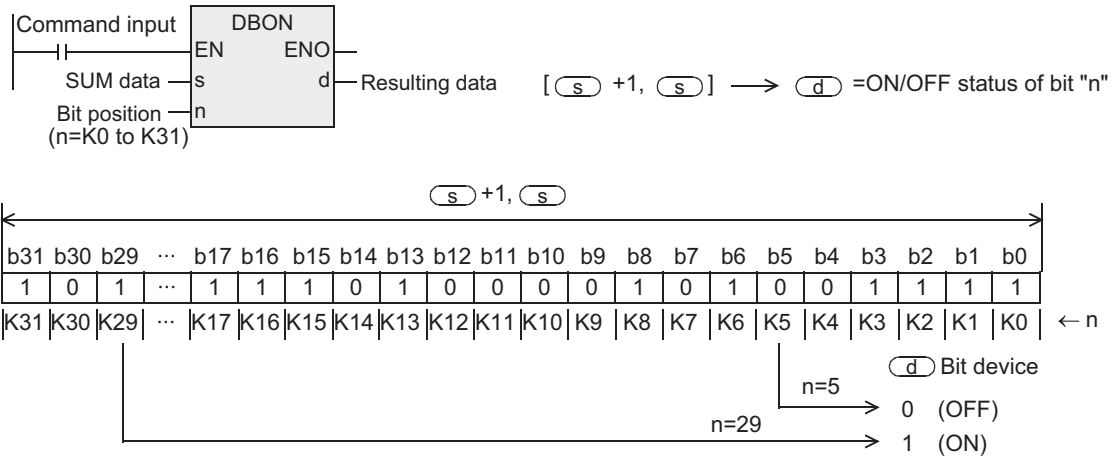 Command input
DBON
EN ENO
SUM data s d Resulting data [ s +1, s ] → d =ON/OFF status of bit "n"
Bit position n
(n=K0 to K31)
s +1, s
b31 b30 b29 ··· b17 b16 b15 b14 b13 b12 b11 b10 b9 b8 b7 b6 b5 b4 b3 b2 b1 b0
1 0 1 ··· 1 1 1 0 1 0 0 0 0 1 0 1 0 0 1 1 1 1
K31 K30 K29 ··· K17 K16 K15 K14 K13 K12 K11 K10 K9 K8 K7 K6 K5 K4 K3 K2 K1 K0 ← n
d Bit device
n=5
0 (OFF)
n=29
1 (ON)